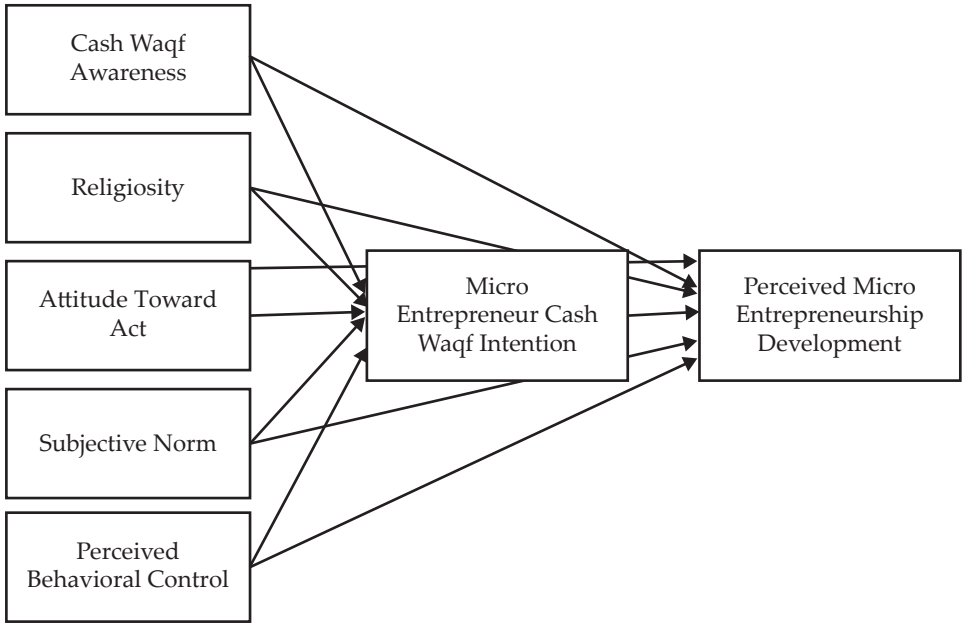 Cash Waqf
Awareness
Religiosity
Attitude Toward
Act
Subjective Norm
Perceived
Behavioral Control
Micro
Entrepreneur Cash
Waqf Intention
Perceived Micro
Entrepreneurship
Development